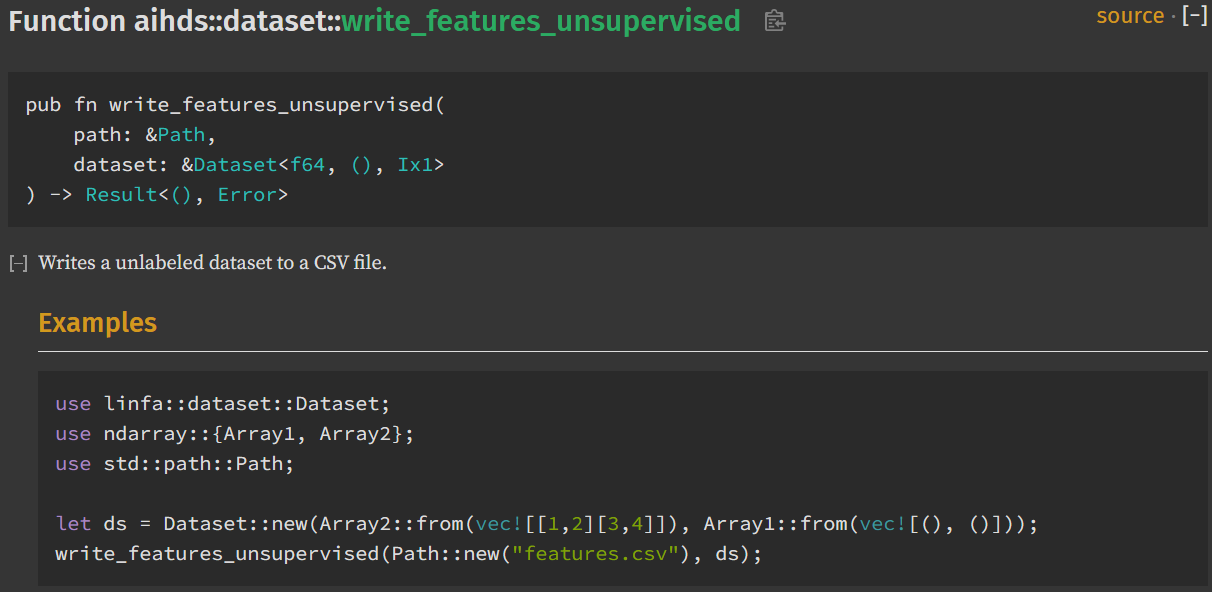 Function aihds::dataset::write_features_unsupervised
source · [−]
pub fn write_features_unsupervised(
    path: &Path,
    dataset: &Dataset<f64, (), Ix1>
) -> Result<(), Error>
[−] Writes a unlabeled dataset to a CSV file.
Examples
use linfa::dataset::Dataset;
use ndarray::{Array1, Array2};
use std::path::Path;
let ds = Dataset::new(Array2::from(vec![[1,2][3,4]]), Array1::from(vec![(), ()]));
write_features_unsupervised(Path::new("features.csv"), ds);